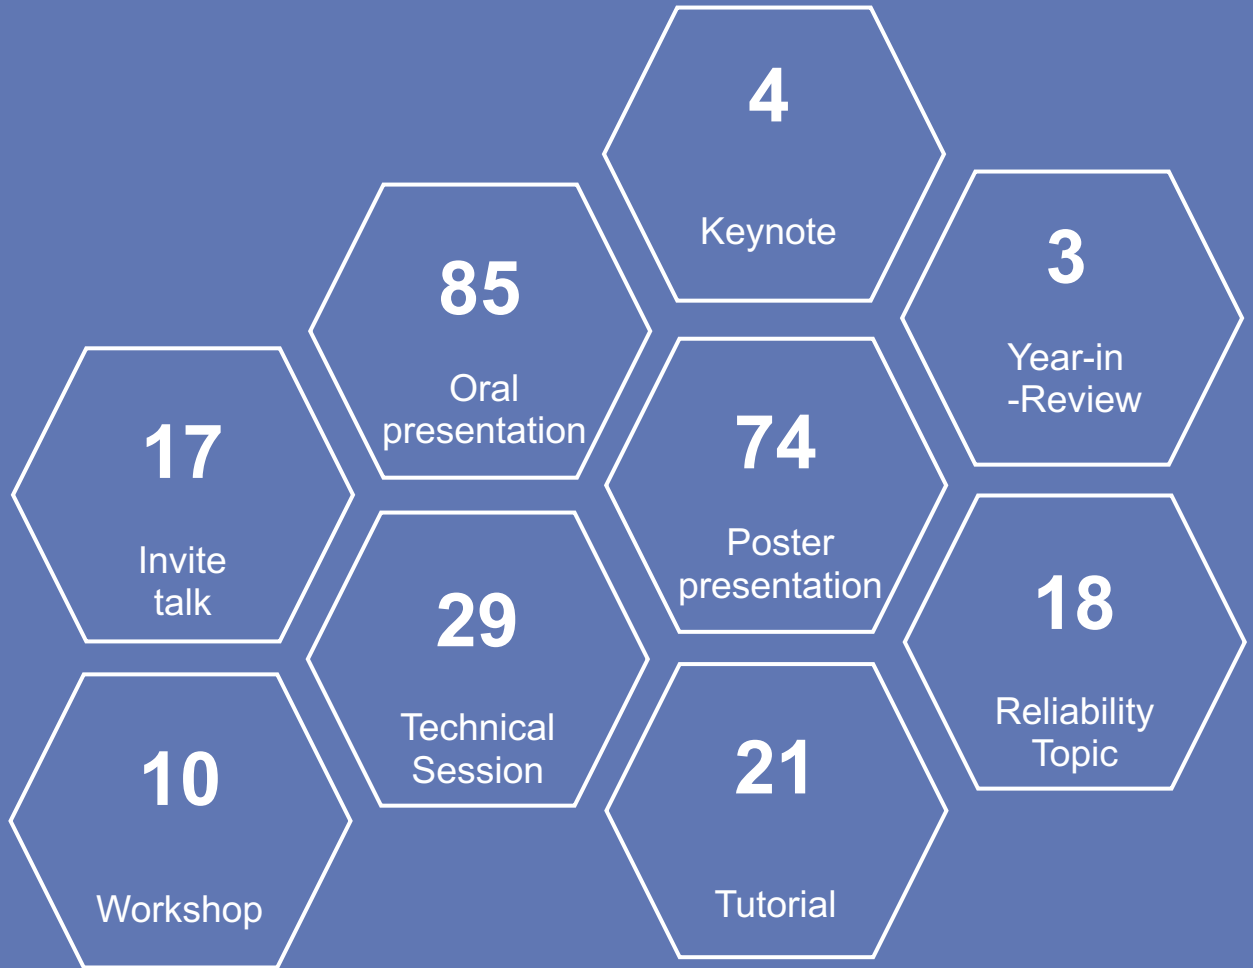 4
Keynote
3
Year-in
-Review
85
Oral
presentation
17
Invite
talk
74
Poster
presentation
29
Technical
Session
18
Reliability
Topic
10
Workshop
21
Tutorial